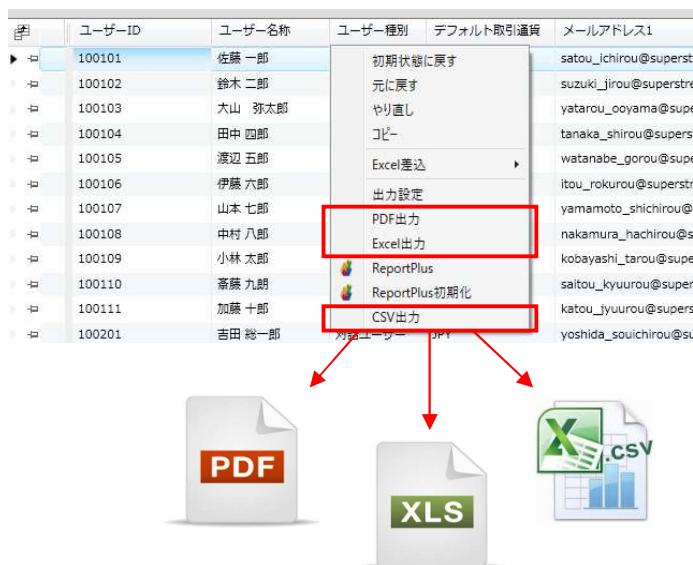 ユーザーID ユーザー名称 ユーザー種別 デフォルト取引通貨 メールアドレス1
100101 佐藤 一郎 初期状態に戻す satou_ichirou@superst
100102 鈴木 二郎 元に戻す suzuki_jirou@superstre
100103 大山 弥太郎 やり直し yatarou_ooyama@supe
100104 田中 四郎 コピー tanaka_shirou@supers
100105 渡辺 五郎 Excel差込 watanabe_gorou@supe
100106 伊藤 六郎 出力設定 itou_rokurou@superstr
100107 山本 七郎 PDF出力 yamamoto_shichirou@
100108 中村 八郎 Excel出力 nakamura_hachirou@s
100109 小林 太郎 ReportPlus kobayashi_tarou@supe
100110 斎藤 九朗 ReportPlus初期化 saitou_kyuurou@super
100111 加藤 十郎 CSV出力 katou_jyuurou@supers
100201 吉田 総一郎 対話ユーザー JPY yoshida_souichirou@su
PDF
XLS
X
.csv